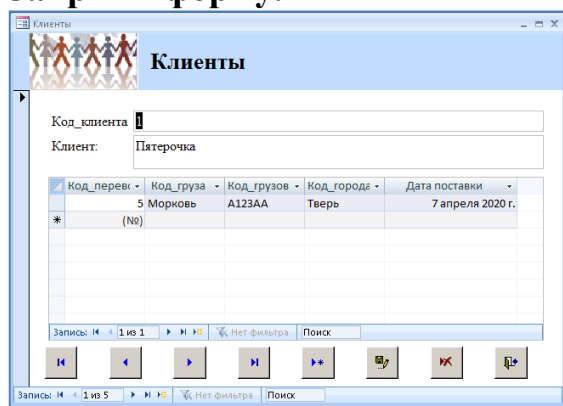 Клиенты
Клиенты
Код_клиента 1
Клиент: Пятерочка
Код_перево Код_груза Код_грузов Код_города Дата поставки
5 Морковь А123АА Тверь 7 апреля 2020 г.
* (№)
Запись: 1 из 1 Нет фильтра Поиск
Запись: 1 из 5 Нет фильтра Поиск